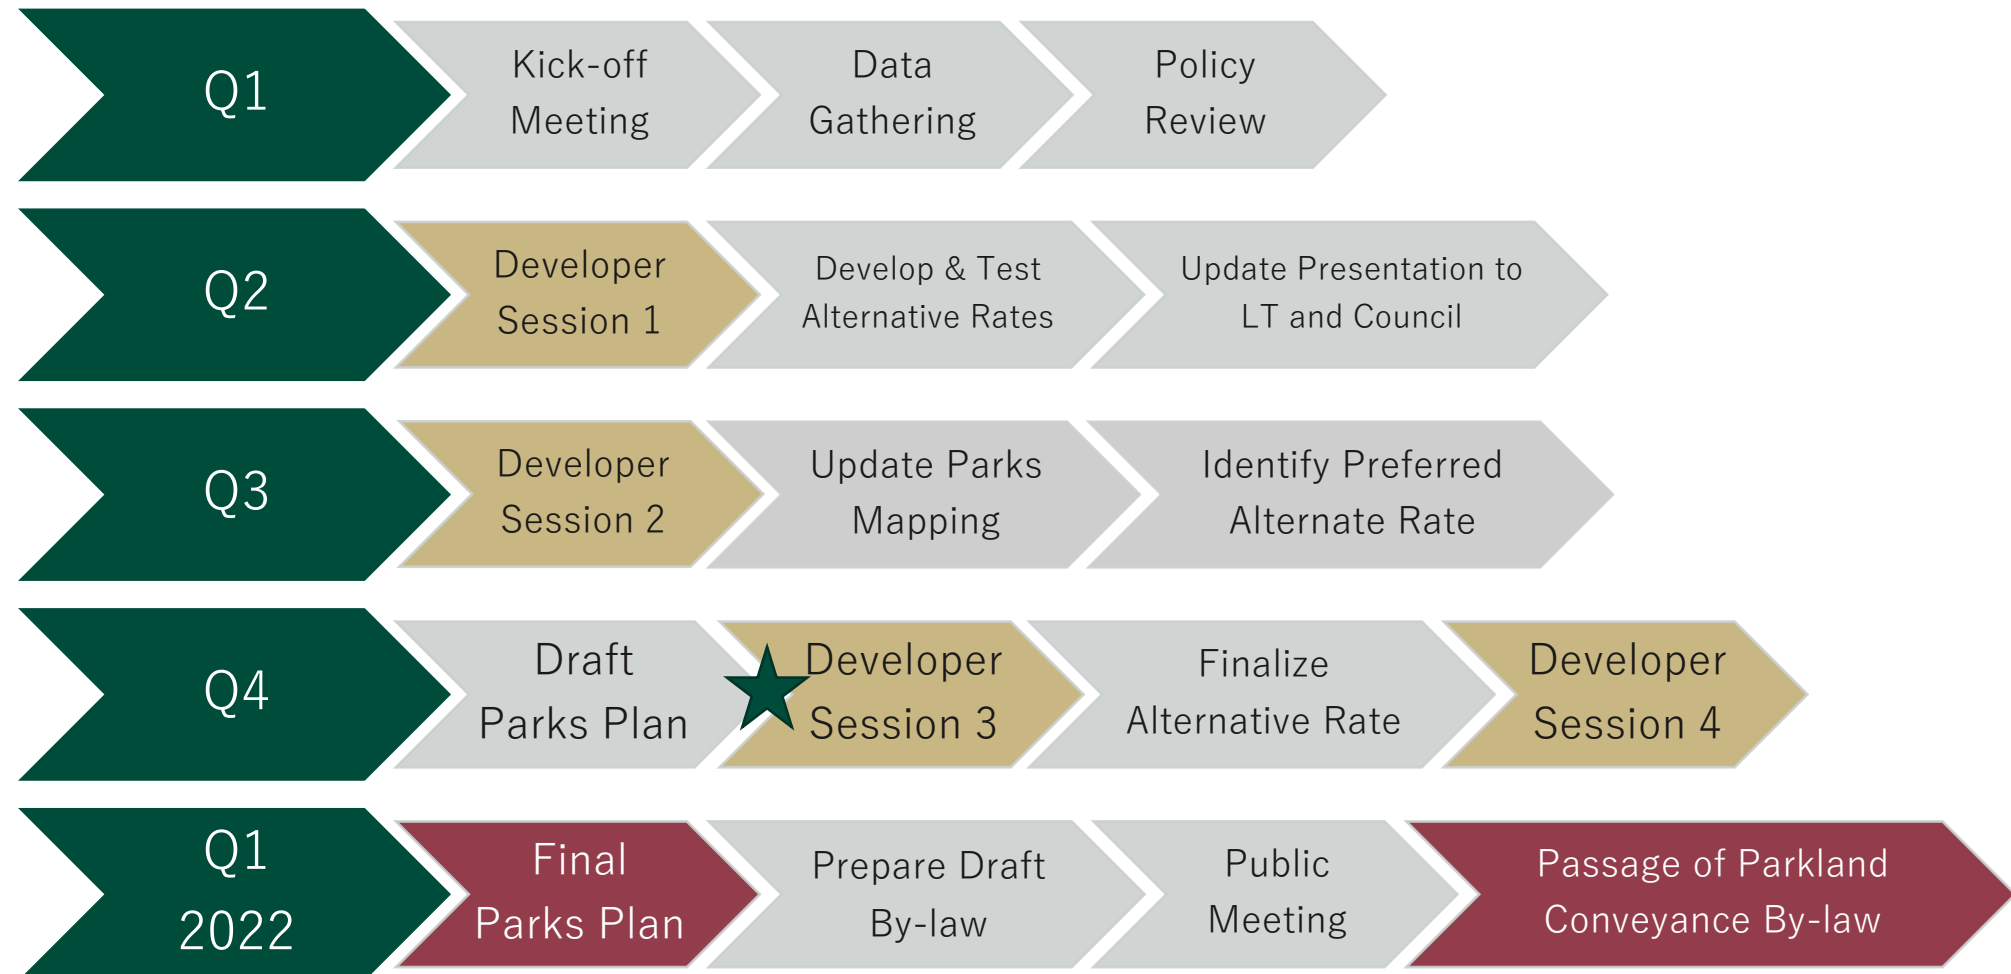 Q1
Kick-off
Meeting
Data
Gathering
Policy
Review
Q2
Developer
Session 1
Develop & Test
Alternative Rates
Update Presentation to
LT and Council
Q3
Developer
Session 2
Update Parks
Mapping
Identify Preferred
Alternate Rate
Q4
Draft
Parks Plan
Developer
Session 3
Finalize
Alternative Rate
Developer
Session 4
Q1
2022
Final
Parks Plan
Prepare Draft
By-law
Public
Meeting
Passage of Parkland
Conveyance By-law